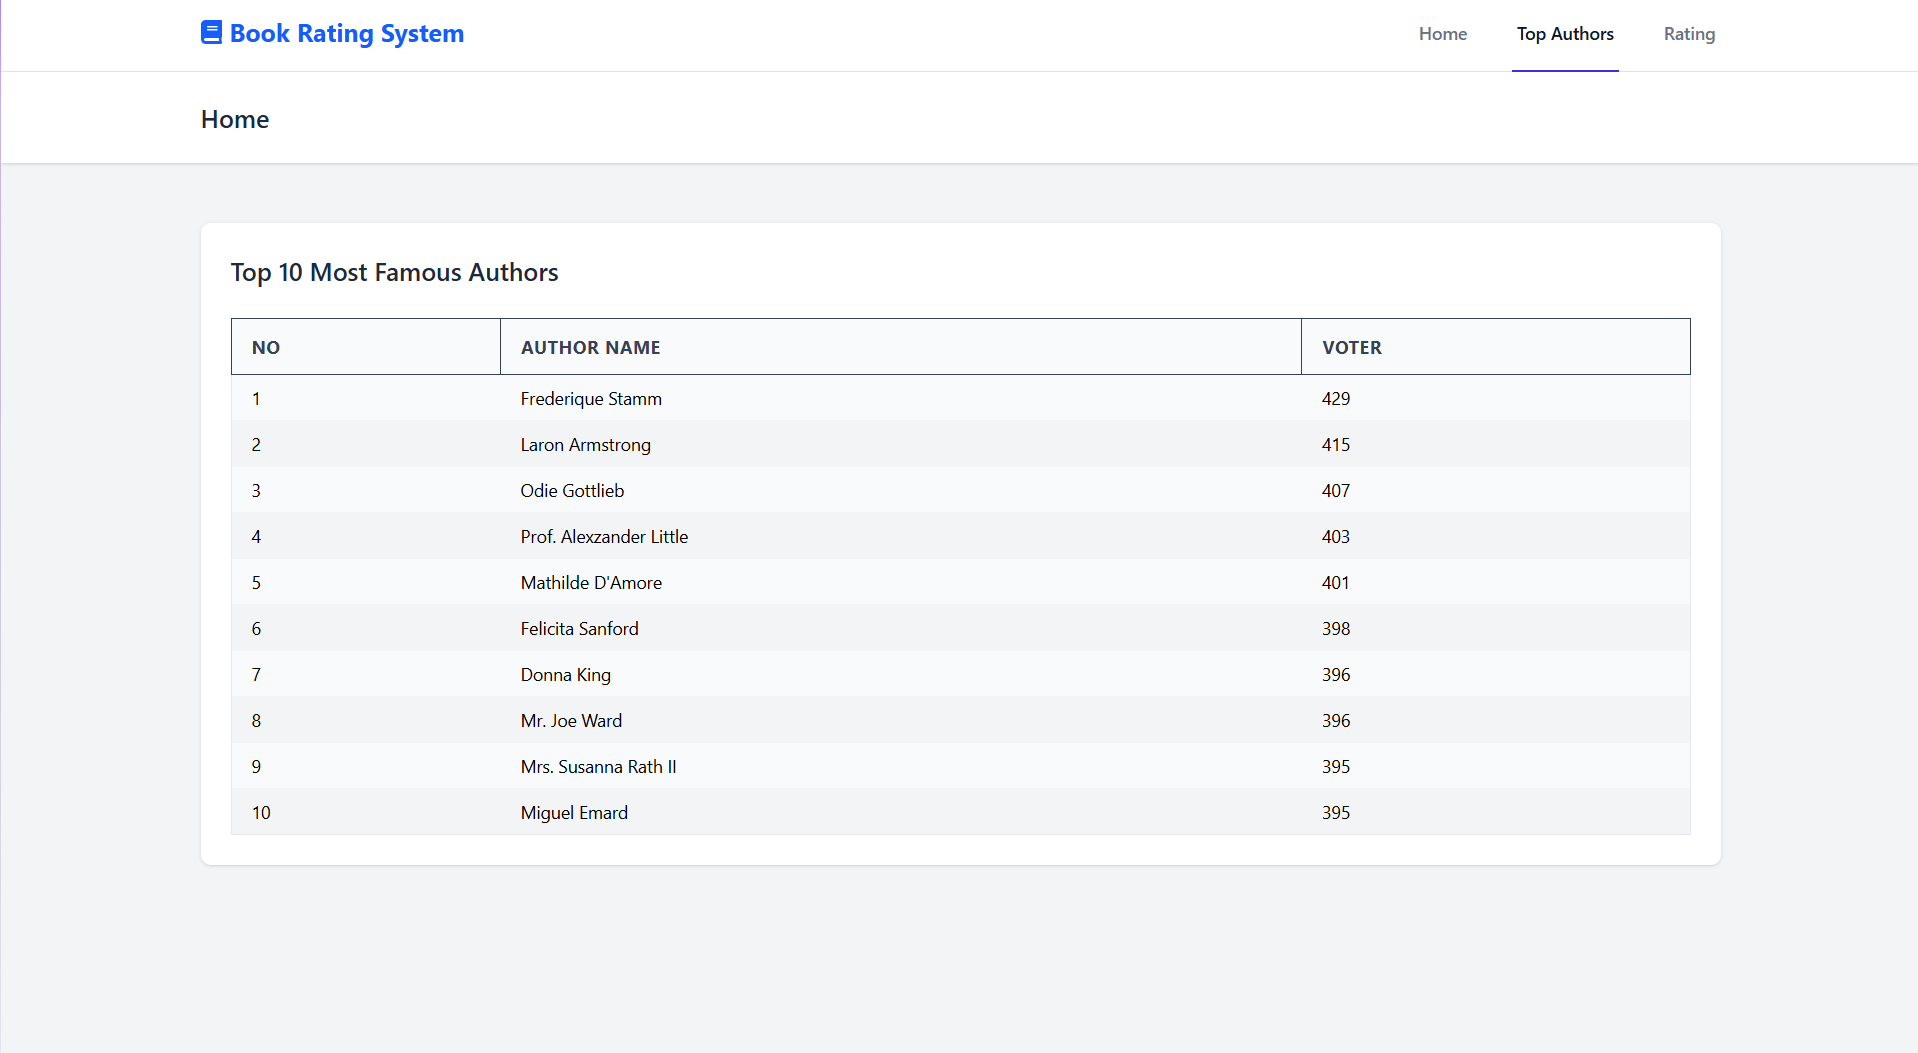 Book Rating System
Home Top Authors Rating
Home
Top 10 Most Famous Authors
NO AUTHOR NAME VOTER
1 Frederique Stamm 429
2 Laron Armstrong 415
3 Odie Gottlieb 407
4 Prof. Alexzander Little 403
5 Mathilde D'Amore 401
6 Felicita Sanford 398
7 Donna King 396
8 Mr. Joe Ward 396
9 Mrs. Susanna Rath II 395
10 Miguel Emard 395